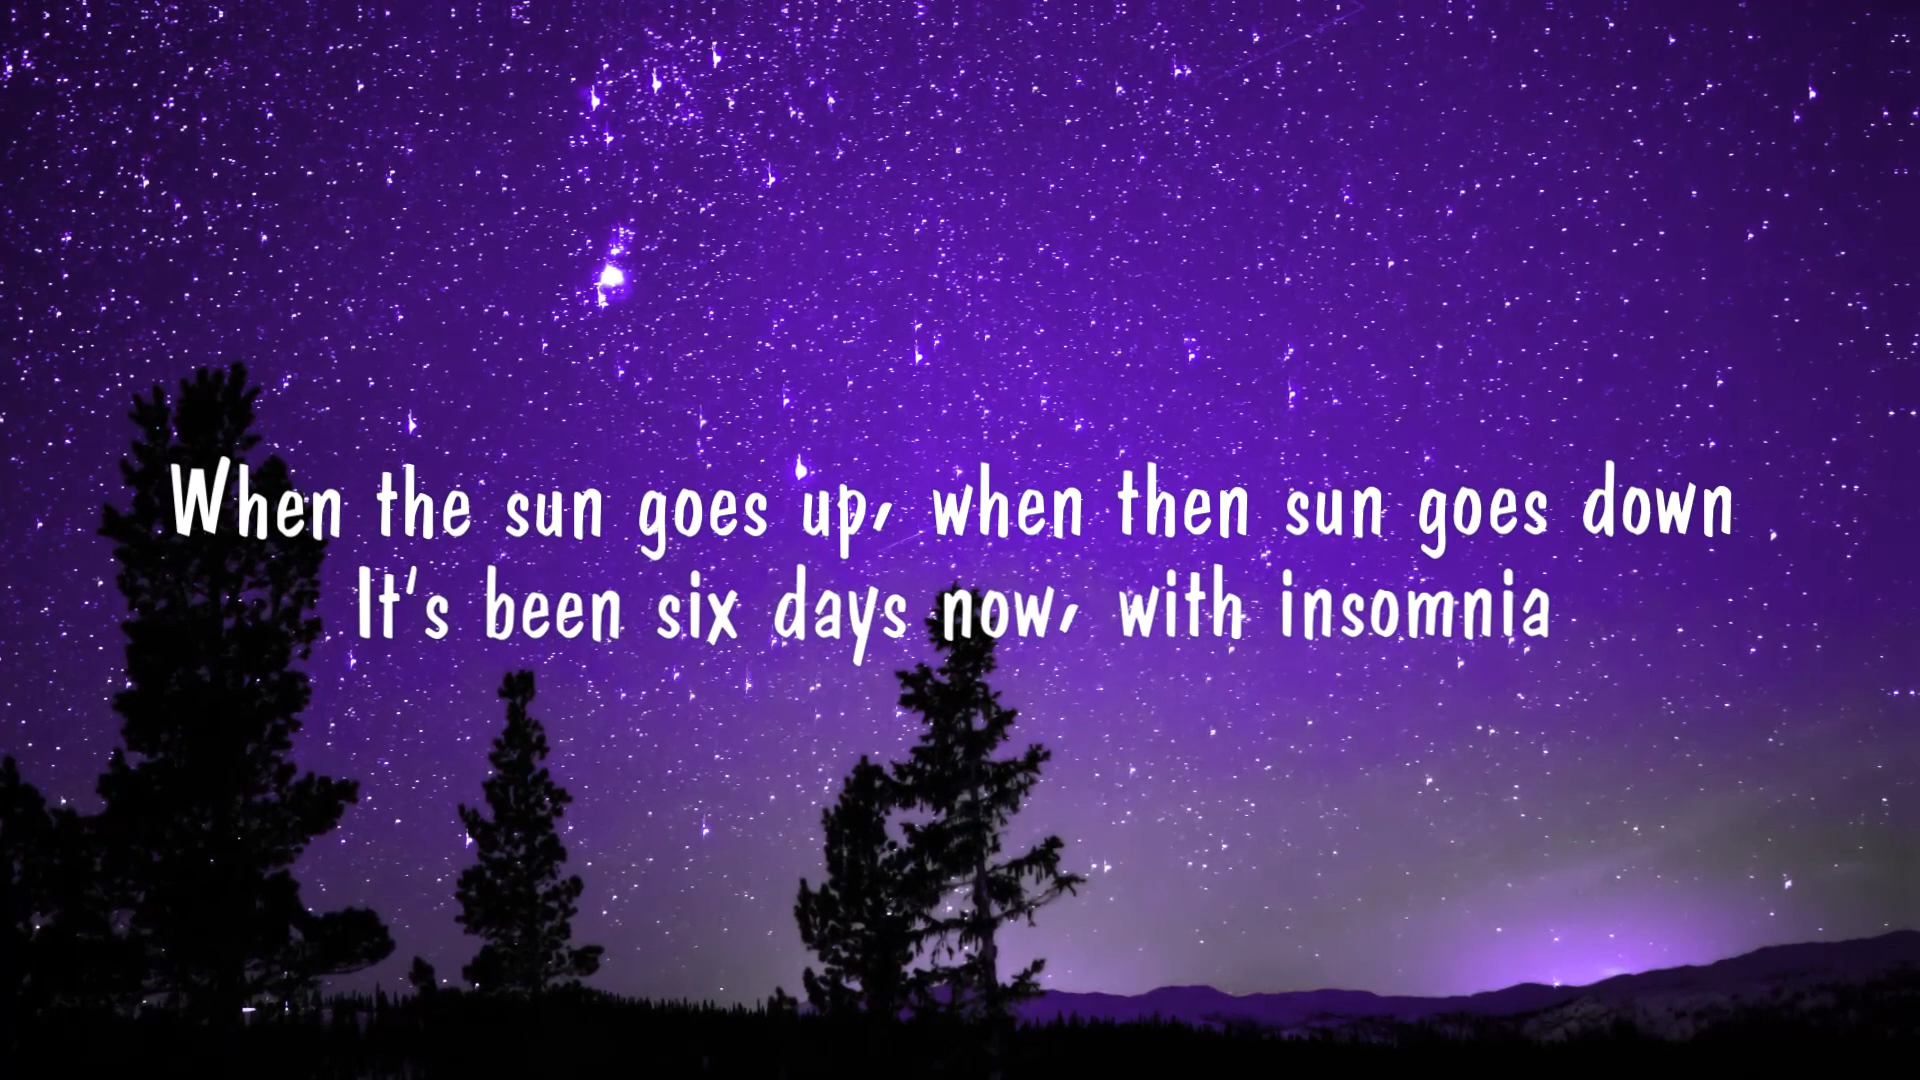 When the sun goes up, when then sun goes down
It's been six days now, with insomnia